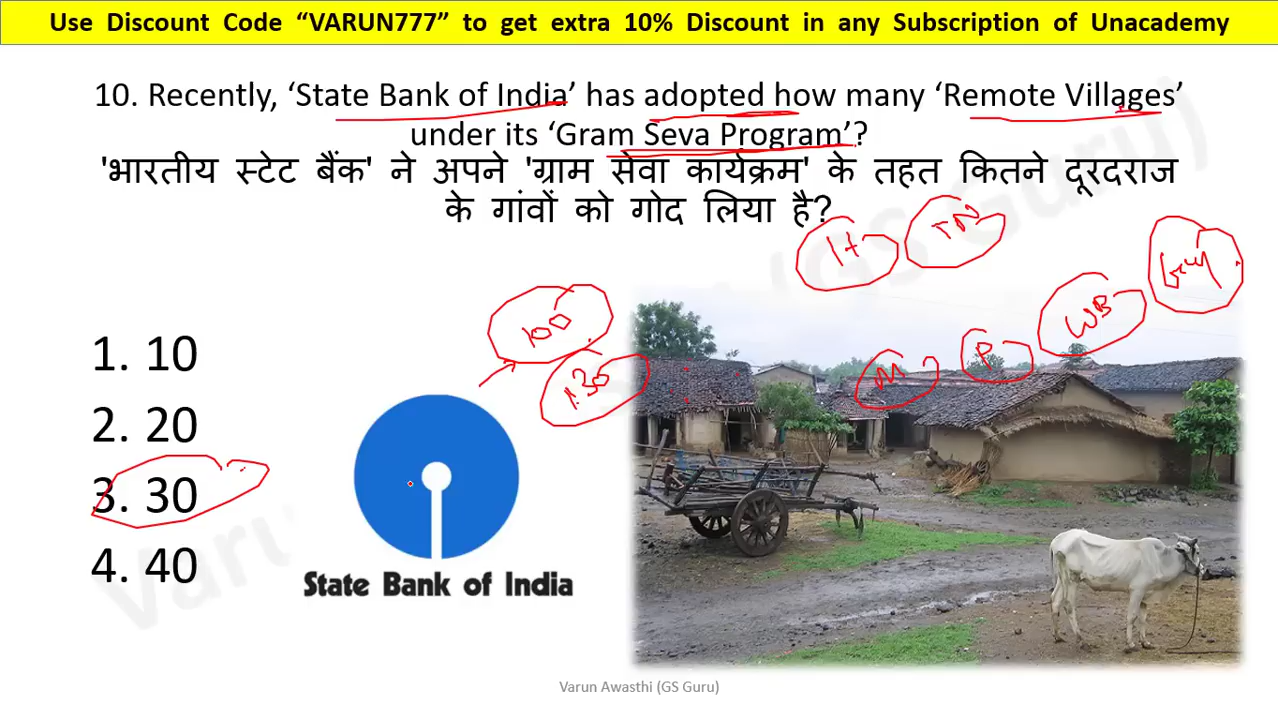 Use Discount Code “VARUN777” to get extra 10% Discount in any Subscription of Unacademy
10. Recently, ‘State Bank of India’ has adopted how many ‘Remote Villages’
under its ‘Gram Seva Program’?
'भारतीय स्टेट बैंक' ने अपने 'ग्राम सेवा कार्यक्रम' के तहत कितने दूरदराज
के गांवों को गोद लिया है?
H
TN
100
130
M
P
WB
Guj
1. 10
2. 20
3. 30
4. 40
State Bank of India
Varun Awasthi (GS Guru)